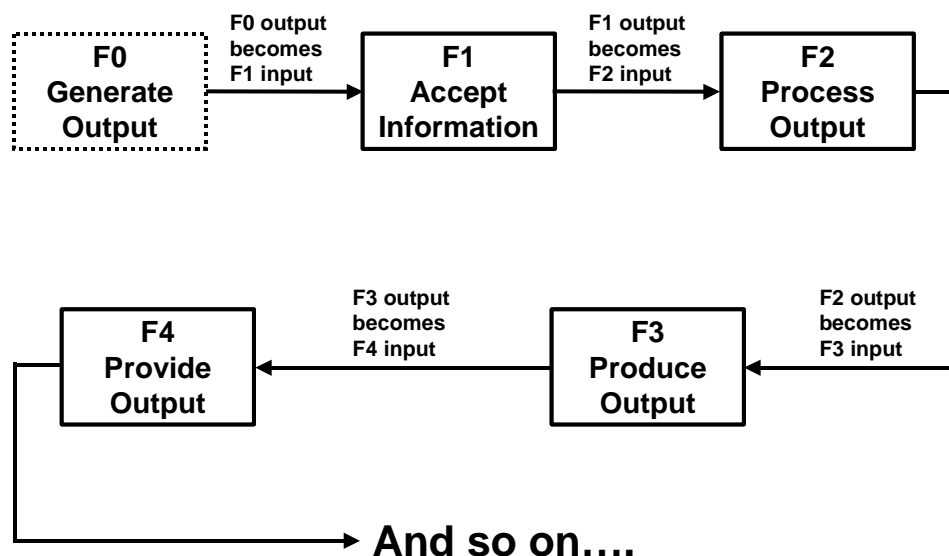 F0
Generate
Output
F0 output
becomes
F1 input
F1
Accept
Information
F1 output
becomes
F2 input
F2
Process
Output
F2 output
becomes
F3 input
F3
Produce
Output
F3 output
becomes
F4 input
F4
Provide
Output
And so on….